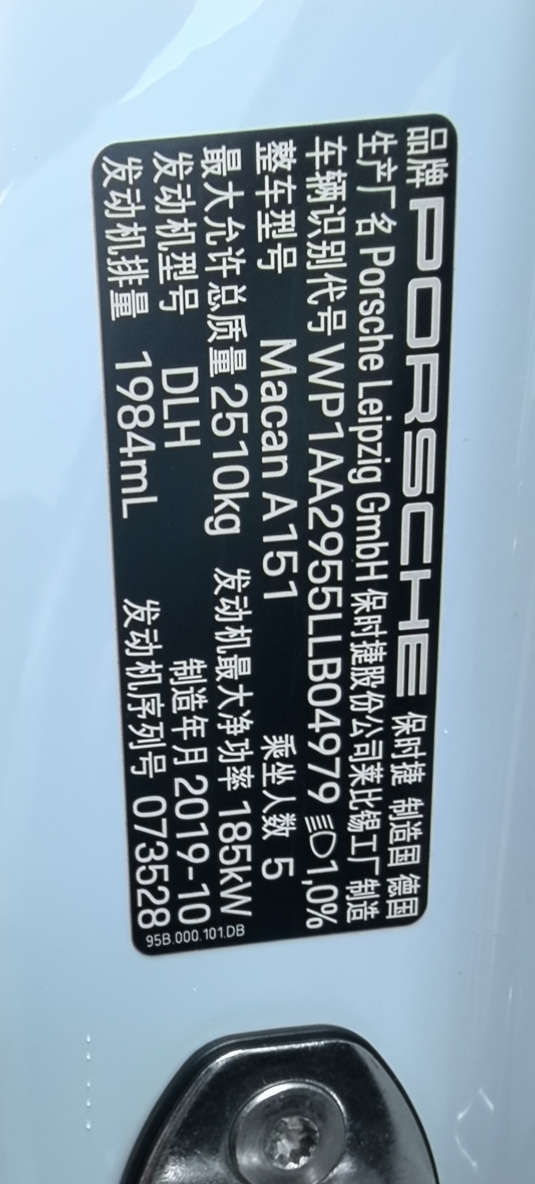 品牌 PORSCHE 保时捷 制造国 德国
生产厂名 Porsche Leipzig GmbH 保时捷股份公司莱比锡工厂制造
车辆识别代号 WP1AA2955LLB04979 1,0%
整车型号 Macan A151 乘坐人数 5
最大允许总质量 2510kg 发动机最大净功率 185kW
发动机型号 DLH 制造年月 2019-10
发动机排量 1984mL 发动机序列号 073528
95B.000.101.DB